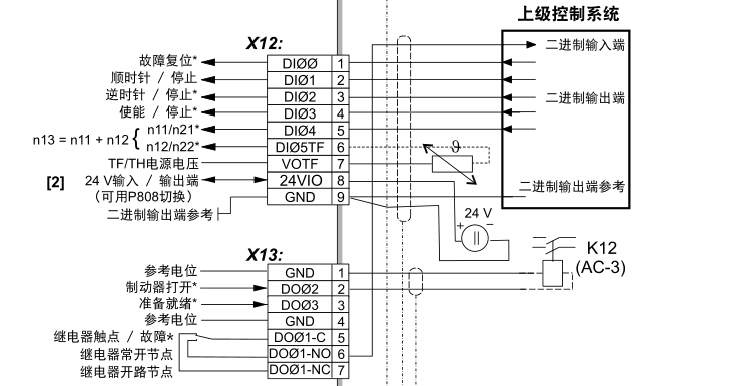 上级控制系统
X12:
二进制输入端
故障复位* DIØØ 1
顺时针 / 停止 DIØ1 2
逆时针 / 停止* DIØ2 3 二进制输出端
使能 / 停止* DIØ3 4
n13 = n11 + n12 { n11/n21* DIØ4 5
n12/n22* DIØ5TF 6 ϑ
TF/TH电源电压 VOTF 7
[2] 24 V输入 / 输出端 24VIO 8 二进制输出端参考
(可用P808切换) GND 9
二进制输出端参考 24 V
+ −
X13:
K12
(AC-3)
参考电位 GND 1
制动器打开* DOØ2 2
准备就绪* DOØ3 3
参考电位 GND 4
继电器触点 / 故障* DOØ1-C 5
继电器常开节点 DOØ1-NO 6
继电器开路节点 DOØ1-NC 7